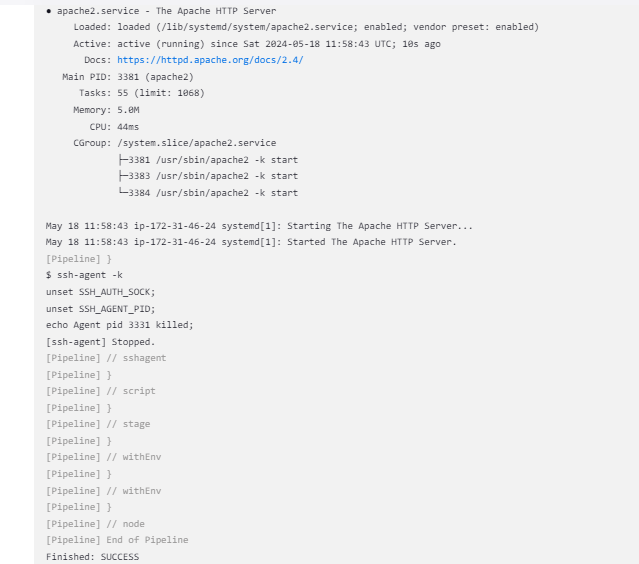 ● apache2.service - The Apache HTTP Server
Loaded: loaded (/lib/systemd/system/apache2.service; enabled; vendor preset: enabled)
Active: active (running) since Sat 2024-05-18 11:58:43 UTC; 10s ago
Docs: https://httpd.apache.org/docs/2.4/
Main PID: 3381 (apache2)
Tasks: 55 (limit: 1068)
Memory: 5.0M
CPU: 44ms
CGroup: /system.slice/apache2.service
├─3381 /usr/sbin/apache2 -k start
├─3383 /usr/sbin/apache2 -k start
└─3384 /usr/sbin/apache2 -k start
May 18 11:58:43 ip-172-31-46-24 systemd[1]: Starting The Apache HTTP Server...
May 18 11:58:43 ip-172-31-46-24 systemd[1]: Started The Apache HTTP Server.
[Pipeline] }
$ ssh-agent -k
unset SSH_AUTH_SOCK;
unset SSH_AGENT_PID;
echo Agent pid 3331 killed;
[ssh-agent] Stopped.
[Pipeline] // sshagent
[Pipeline] }
[Pipeline] // script
[Pipeline] }
[Pipeline] // stage
[Pipeline] }
[Pipeline] // withEnv
[Pipeline] }
[Pipeline] // withEnv
[Pipeline] }
[Pipeline] // node
[Pipeline] End of Pipeline
Finished: SUCCESS